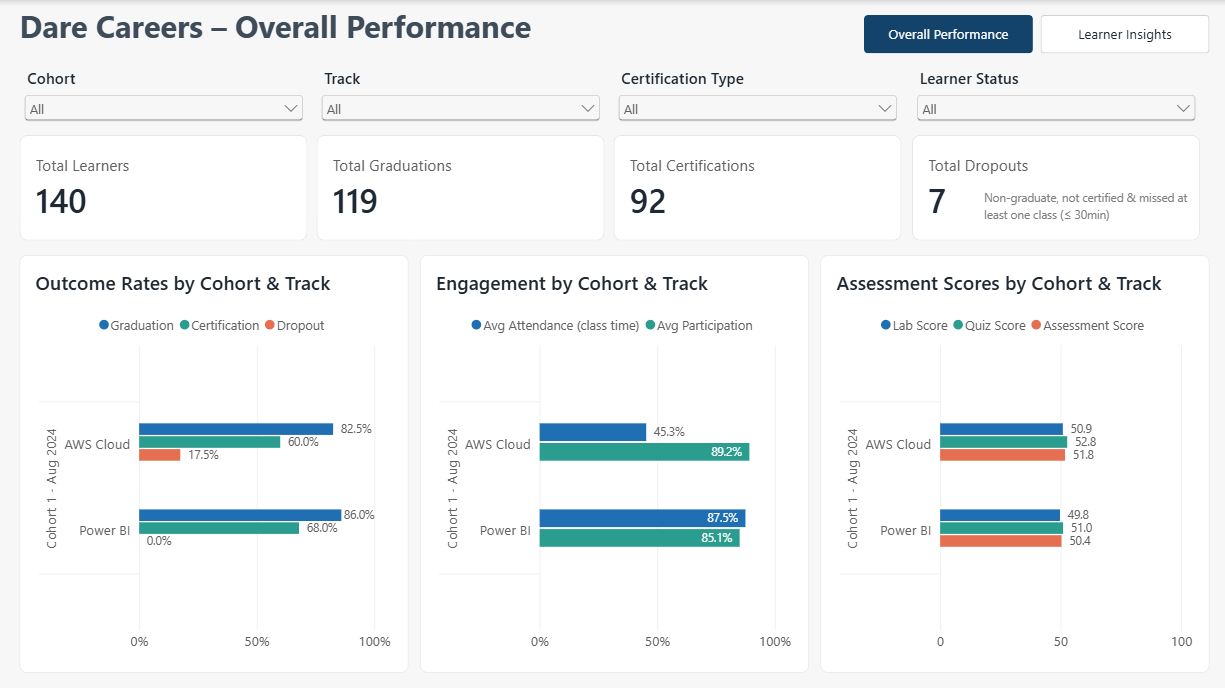 Dare Careers – Overall Performance
Overall Performance
Learner Insights
Cohort
Track
Certification Type
Learner Status
All
All
All
All
Total Learners
140
Total Graduations
119
Total Certifications
92
Total Dropouts
7
Non-graduate, not certified & missed at
least one class (≤ 30min)
Outcome Rates by Cohort & Track
Graduation Certification Dropout
Cohort 1 - Aug 2024
AWS Cloud
82.5%
60.0%
17.5%
Power BI
86.0%
68.0%
0.0%
0% 50% 100%
Engagement by Cohort & Track
Avg Attendance (class time) Avg Participation
Cohort 1 - Aug 2024
AWS Cloud
45.3%
89.2%
Power BI
87.5%
85.1%
0% 50% 100%
Assessment Scores by Cohort & Track
Lab Score Quiz Score Assessment Score
Cohort 1 - Aug 2024
AWS Cloud
50.9
52.8
51.8
Power BI
49.8
51.0
50.4
0 50 100